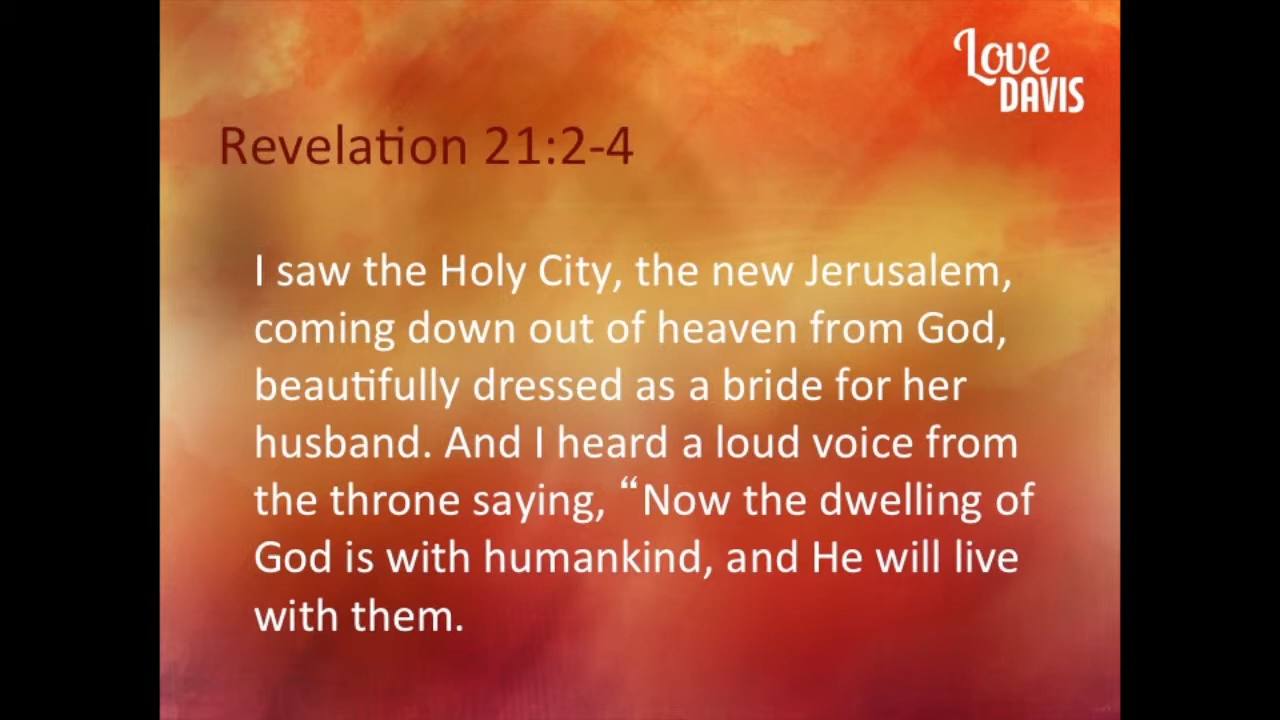 Love
DAVIS
Revelation 21:2-4
I saw the Holy City, the new Jerusalem,
coming down out of heaven from God,
beautifully dressed as a bride for her
husband. And I heard a loud voice from
the throne saying, “Now the dwelling of
God is with humankind, and He will live
with them.